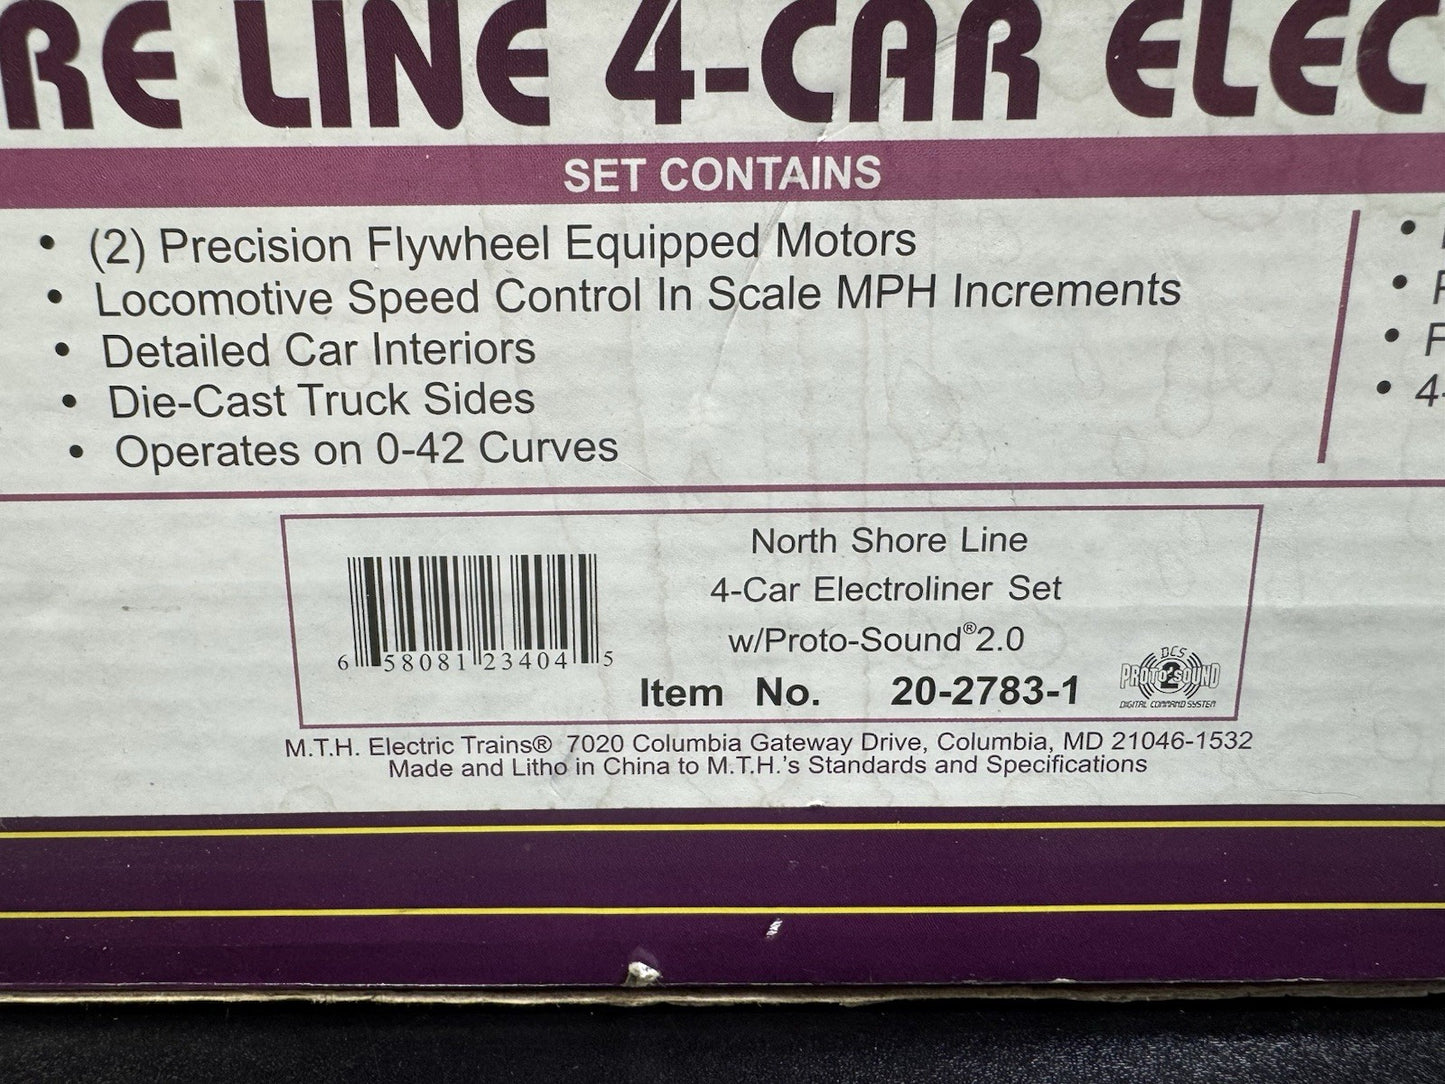 RE LINE 4-CAR ELEC
SET CONTAINS
• (2) Precision Flywheel Equipped Motors
• Locomotive Speed Control In Scale MPH Increments
• Detailed Car Interiors
• Die-Cast Truck Sides
• Operates on 0-42 Curves
•
•
• F
• 4-
North Shore Line
4-Car Electroliner Set
w/Proto-Sound®2.0
Item No. 20-2783-1
6 58081 23404 5
DCS
PROTO-SOUND 2
DIGITAL COMMAND SYSTEM
M.T.H. Electric Trains® 7020 Columbia Gateway Drive, Columbia, MD 21046-1532
Made and Litho in China to M.T.H.'s Standards and Specifications